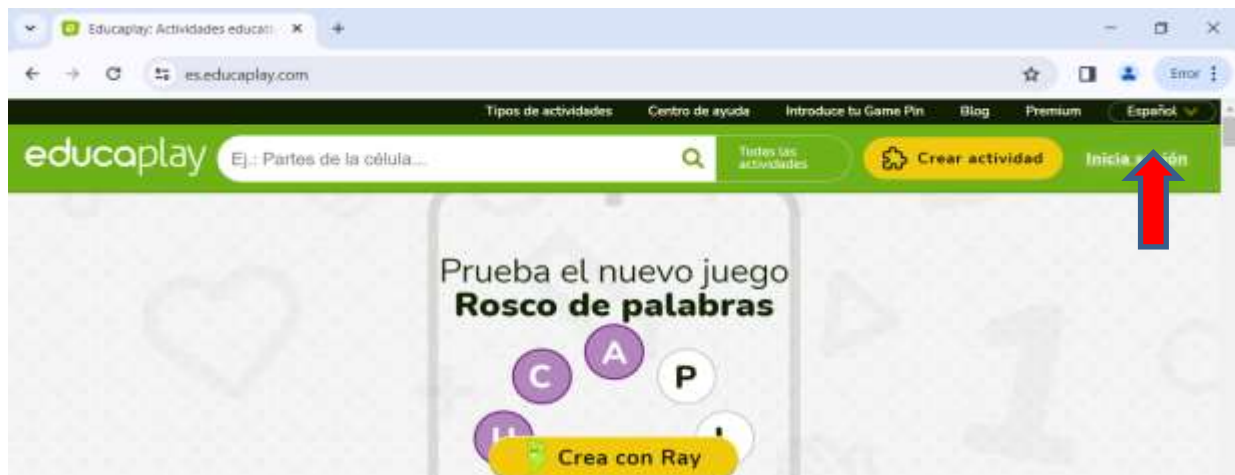 Educaplay: Actividades educati
es.educaplay.com
Error
Tipos de actividades Centro de ayuda Introduce tu Game Pin Blog Premium Español
educaplay
Ej.: Partes de la célula...
Todas las
actividades
Crear actividad
Inicia
Prueba el nuevo juego
Rosco de palabras
A
C
P
Crea con Ray